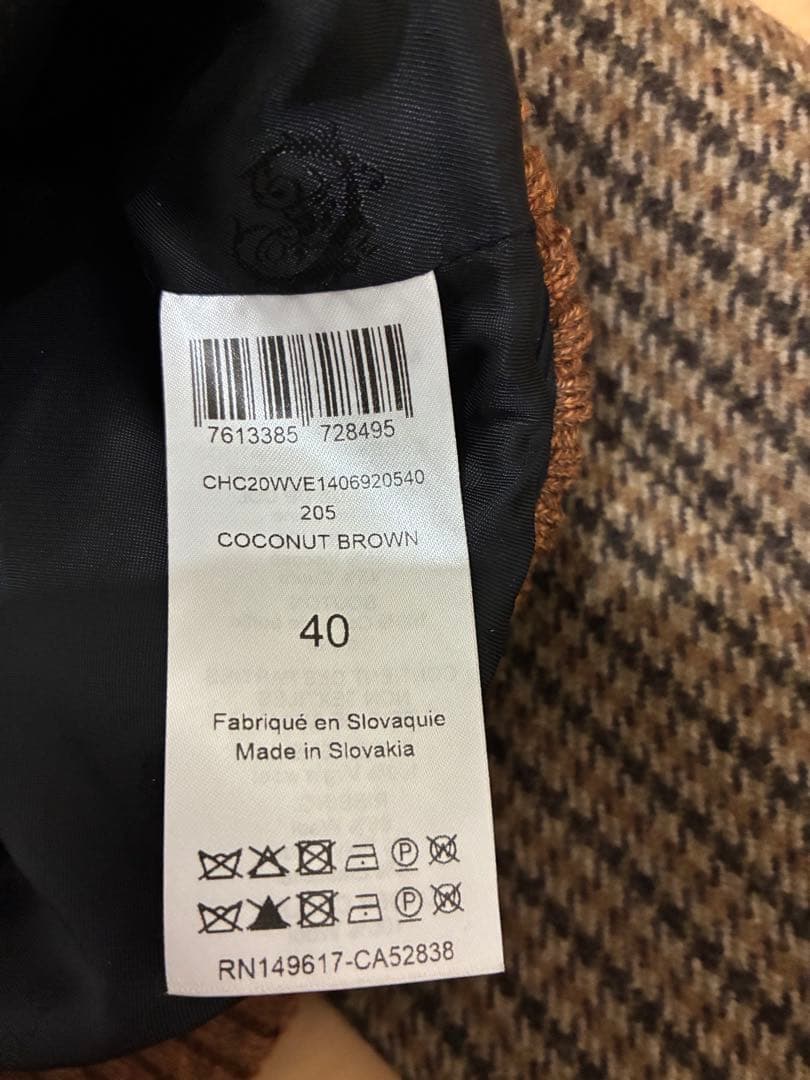 7613385 728495
CHC20WVE1406920540
205
COCONUT BROWN
40
Fabriqué en Slovaquie
Made in Slovakia
P W
P W
RN149617-CA52838